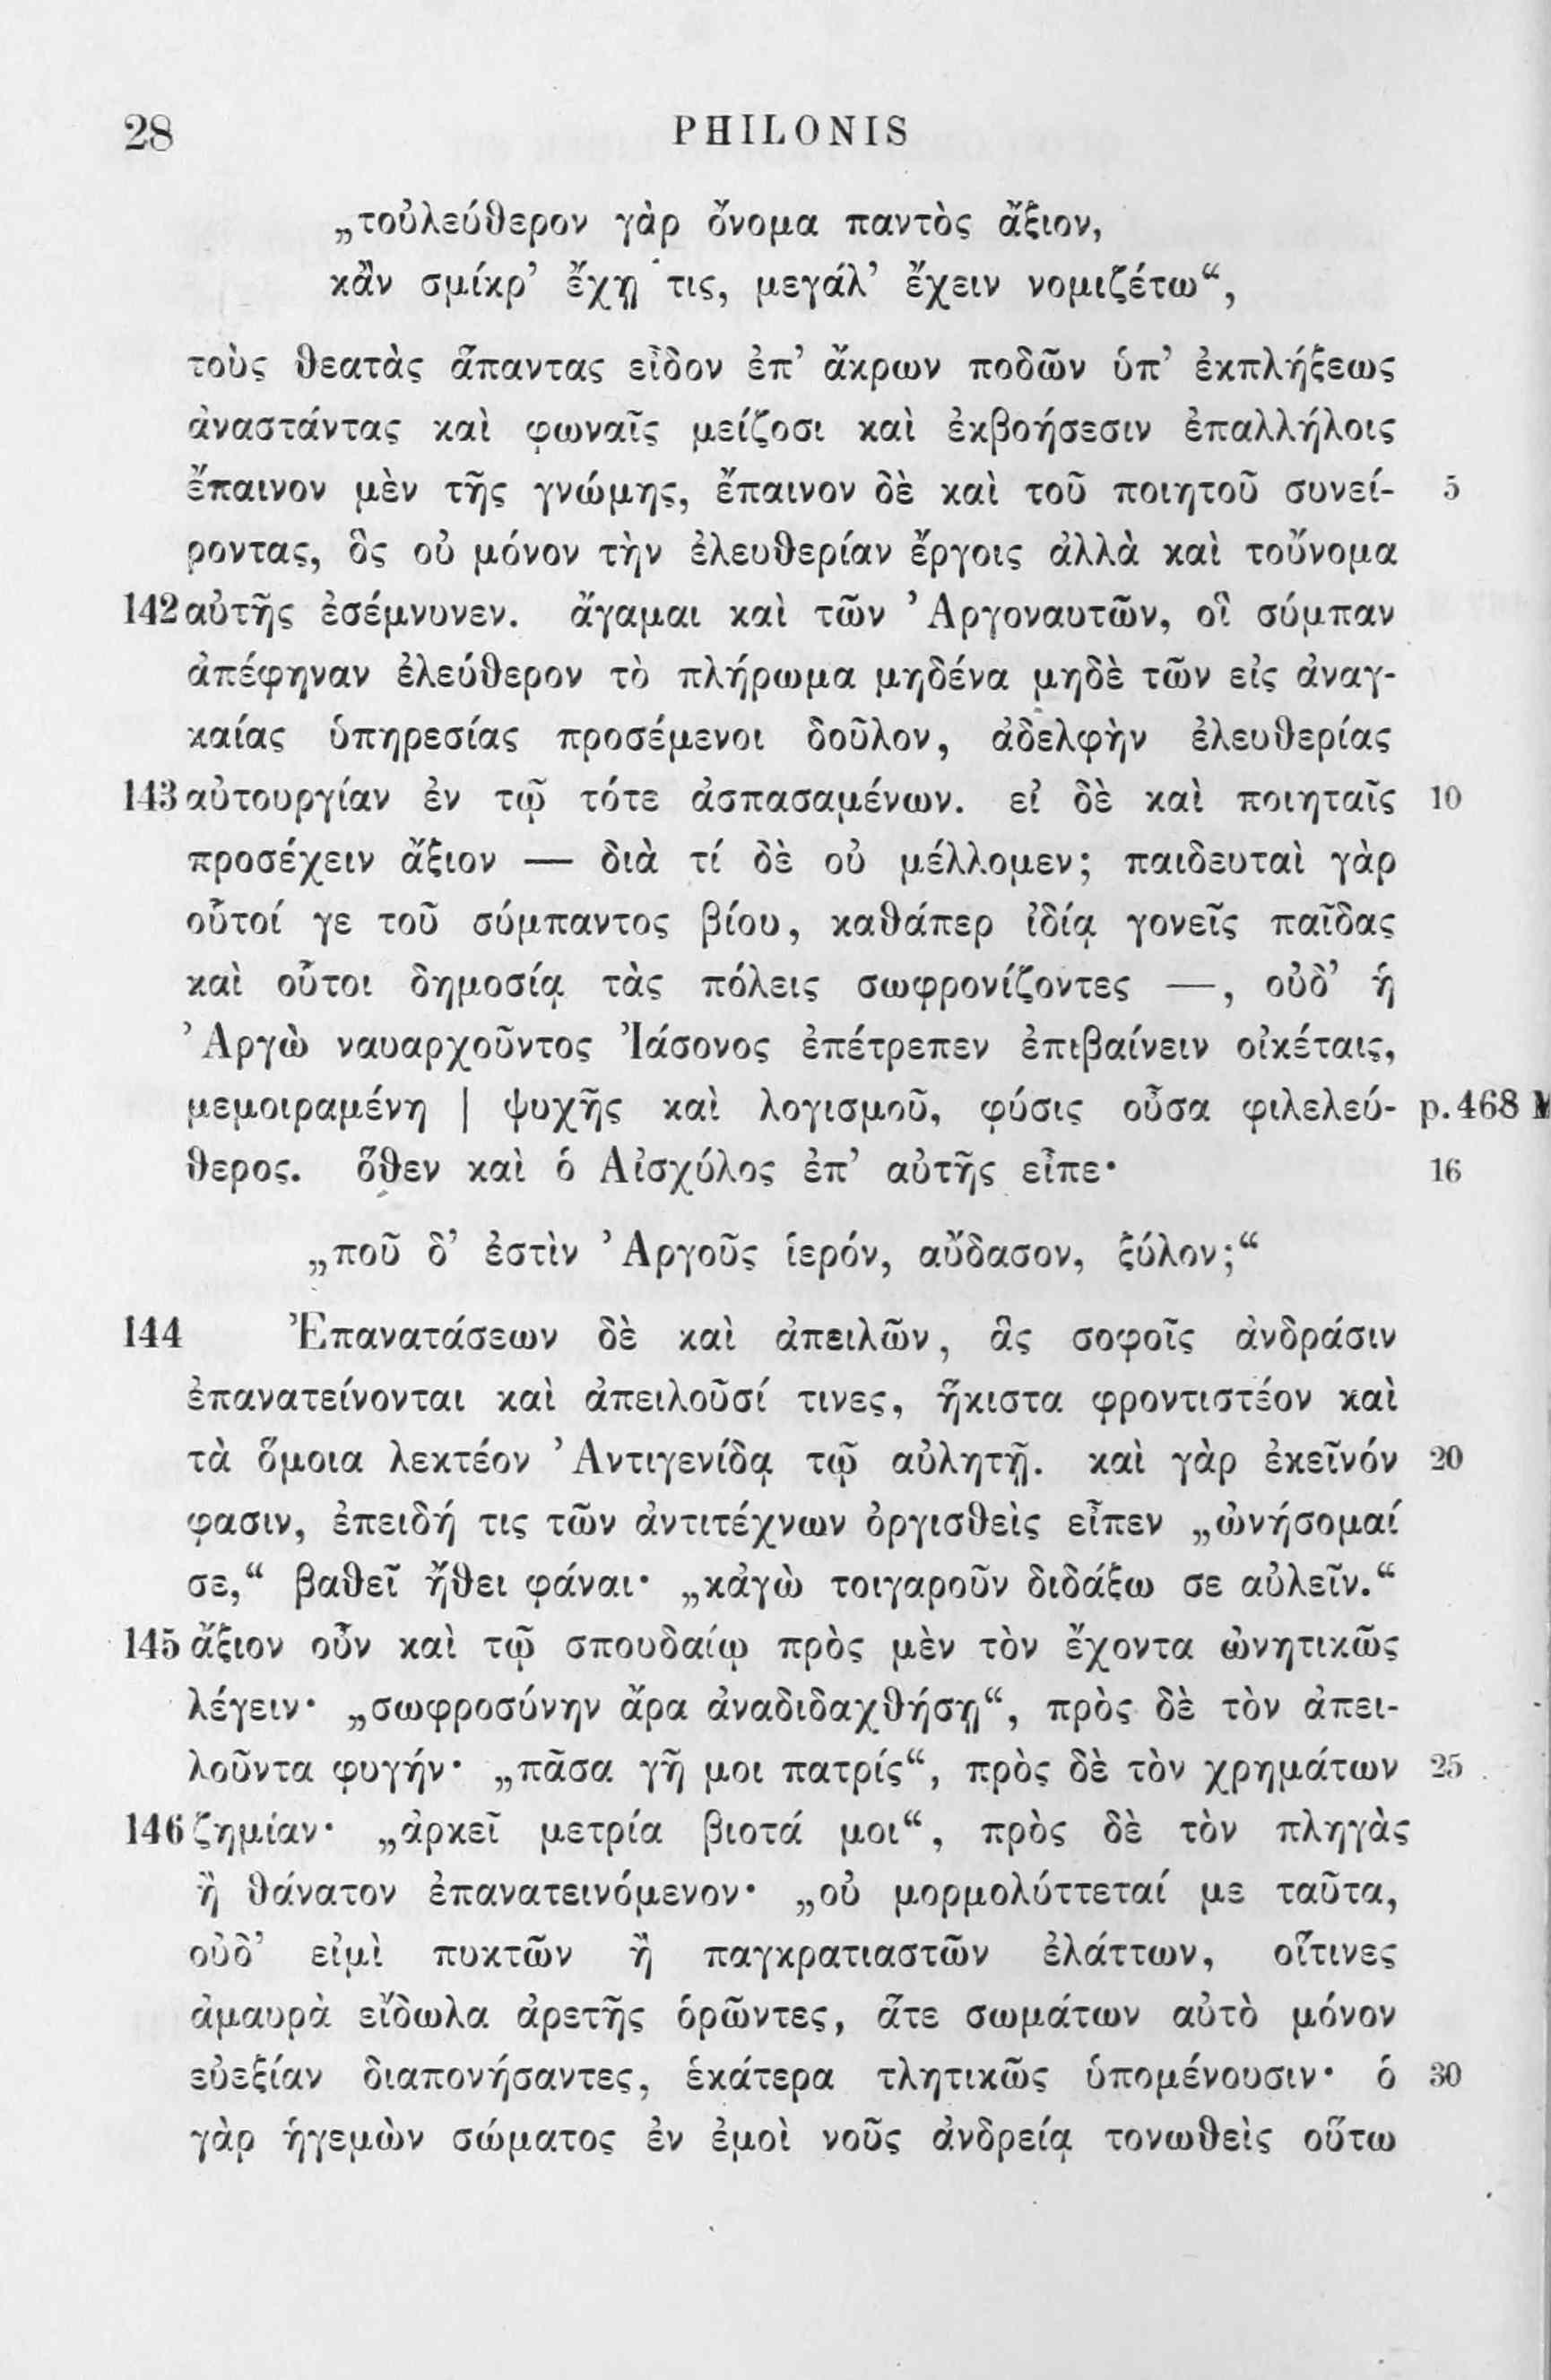 28 PHILONIS
„τοὐλεύθερον γὰρ ὄνομα παντὸς ἄξιον,
κἂν σμίκρ’ ἔχῃ τις, μεγάλ’ ἔχειν νομιζέτω“,
τοὺς θεατὰς ἅπαντας εἶδον ἐπ’ ἄκρων ποδῶν ὑπ’ ἐκπλήξεως
ἀναστάντας καὶ φωναῖς μείζοσι καὶ ἐκβοήσεσιν ἐπαλλήλοις
ἔπαινον μὲν τῆς γνώμης, ἔπαινον δὲ καὶ τοῦ ποιητοῦ συνεί- 5
ροντας, ὃς οὐ μόνον τὴν ἐλευθερίαν ἔργοις ἀλλὰ καὶ τοὔνομα
142 αὐτῆς ἐσέμνυνεν. ἄγαμαι καὶ τῶν Ἀργοναυτῶν, οἳ σύμπαν
ἀπέφηναν ἐλεύθερον τὸ πλήρωμα μηδένα μηδὲ τῶν εἰς ἀναγ-
καίας ὑπηρεσίας προσέμενοι δοῦλον, ἀδελφὴν ἐλευθερίας
143 αὐτουργίαν ἐν τῷ τότε ἀσπασαμένων. εἰ δὲ καὶ ποιηταῖς 10
προσέχειν ἄξιον — διὰ τί δὲ οὐ μέλλομεν; παιδευταὶ γὰρ
οὗτοί γε τοῦ σύμπαντος βίου, καθάπερ ἰδίᾳ γονεῖς παῖδας
καὶ οὗτοι δημοσίᾳ τὰς πόλεις σωφρονίζοντες —, οὐδ’ ἡ
Ἀργὼ ναυαρχοῦντος Ἰάσονος ἐπέτρεπεν ἐπιβαίνειν οἰκέταις,
μεμοιραμένη | ψυχῆς καὶ λογισμοῦ, φύσις οὖσα φιλελεύ- p. 468 M
θερος. ὅθεν καὶ ὁ Αἰσχύλος ἐπ’ αὐτῆς εἶπε· 16
„ποῦ δ’ ἐστὶν Ἀργοῦς ἱερόν, αὔδασον, ξύλον;“
144 Ἐπανατάσεων δὲ καὶ ἀπειλῶν, ἃς σοφοῖς ἀνδράσιν
ἐπανατείνονται καὶ ἀπειλοῦσί τινες, ἥκιστα φροντιστέον καὶ
τὰ ὅμοια λεκτέον Ἀντιγενίδᾳ τῷ αὐλητῇ. καὶ γὰρ ἐκεῖνόν 20
φασιν, ἐπειδή τις τῶν ἀντιτέχνων ὀργισθεὶς εἶπεν „ὠνήσομαί
σε,“ βαθεῖ ἤθει φάναι· „κἀγὼ τοιγαροῦν διδάξω σε αὐλεῖν.“
145 ἄξιον οὖν καὶ τῷ σπουδαίῳ πρὸς μὲν τὸν ἔχοντα ὠνητικῶς
λέγειν· „σωφροσύνην ἄρα ἀναδιδαχθήσῃ“, πρὸς δὲ τὸν ἀπει-
λοῦντα φυγήν· „πᾶσα γῆ μοι πατρίς“, πρὸς δὲ τὸν χρημάτων 25
146 ζημίαν· „ἀρκεῖ μετρία βιοτά μοι“, πρὸς δὲ τὸν πληγὰς
ἢ θάνατον ἐπανατεινόμενον· „οὐ μορμολύττεταί με ταῦτα,
οὐδ’ εἰμὶ πυκτῶν ἢ παγκρατιαστῶν ἐλάττων, οἵτινες
ἀμαυρὰ εἴδωλα ἀρετῆς ὁρῶντες, ἅτε σωμάτων αὐτὸ μόνον
εὐεξίαν διαπονήσαντες, ἑκάτερα τλητικῶς ὑπομένουσιν· ὁ 30
γὰρ ἡγεμὼν σώματος ἐν ἐμοὶ νοῦς ἀνδρείᾳ τονωθεὶς οὕτω